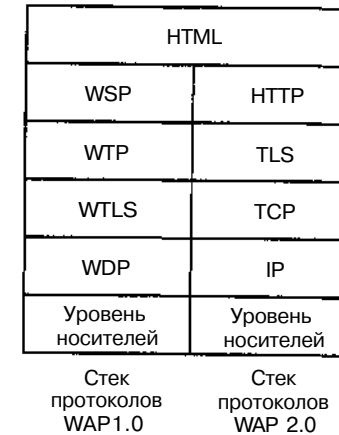 HTML
WSP HTTP
WTP TLS
WTLS TCP
WDP IP
Уровень Уровень
носителей носителей
Стек Стек
протоколов протоколов
WAP1.0 WAP 2.0